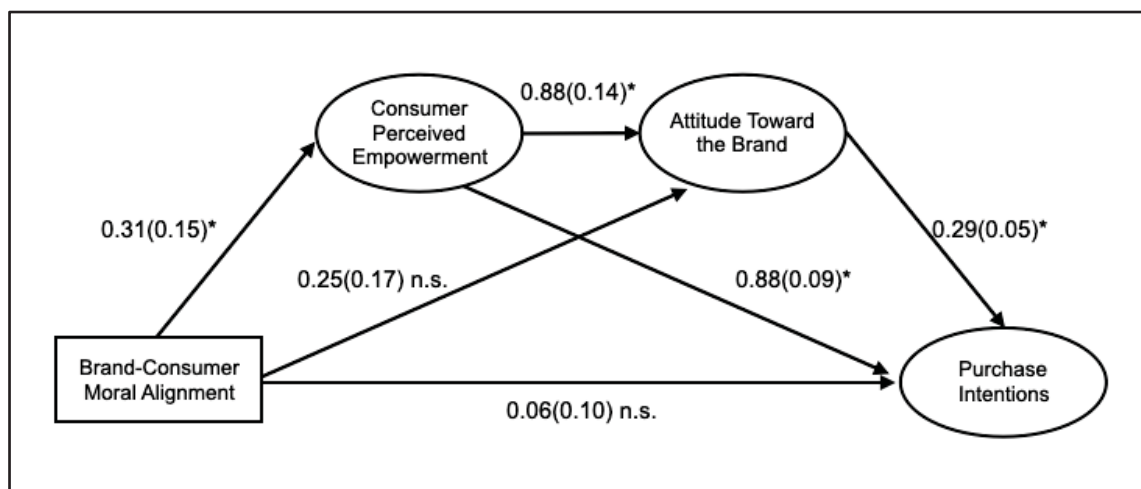 0.88(0.14)*
Consumer
Perceived
Empowerment
Attitude Toward
the Brand
0.31(0.15)*
0.29(0.05)*
0.25(0.17) n.s.
0.88(0.09)*
Brand-Consumer
Moral Alignment
Purchase
Intentions
0.06(0.10) n.s.